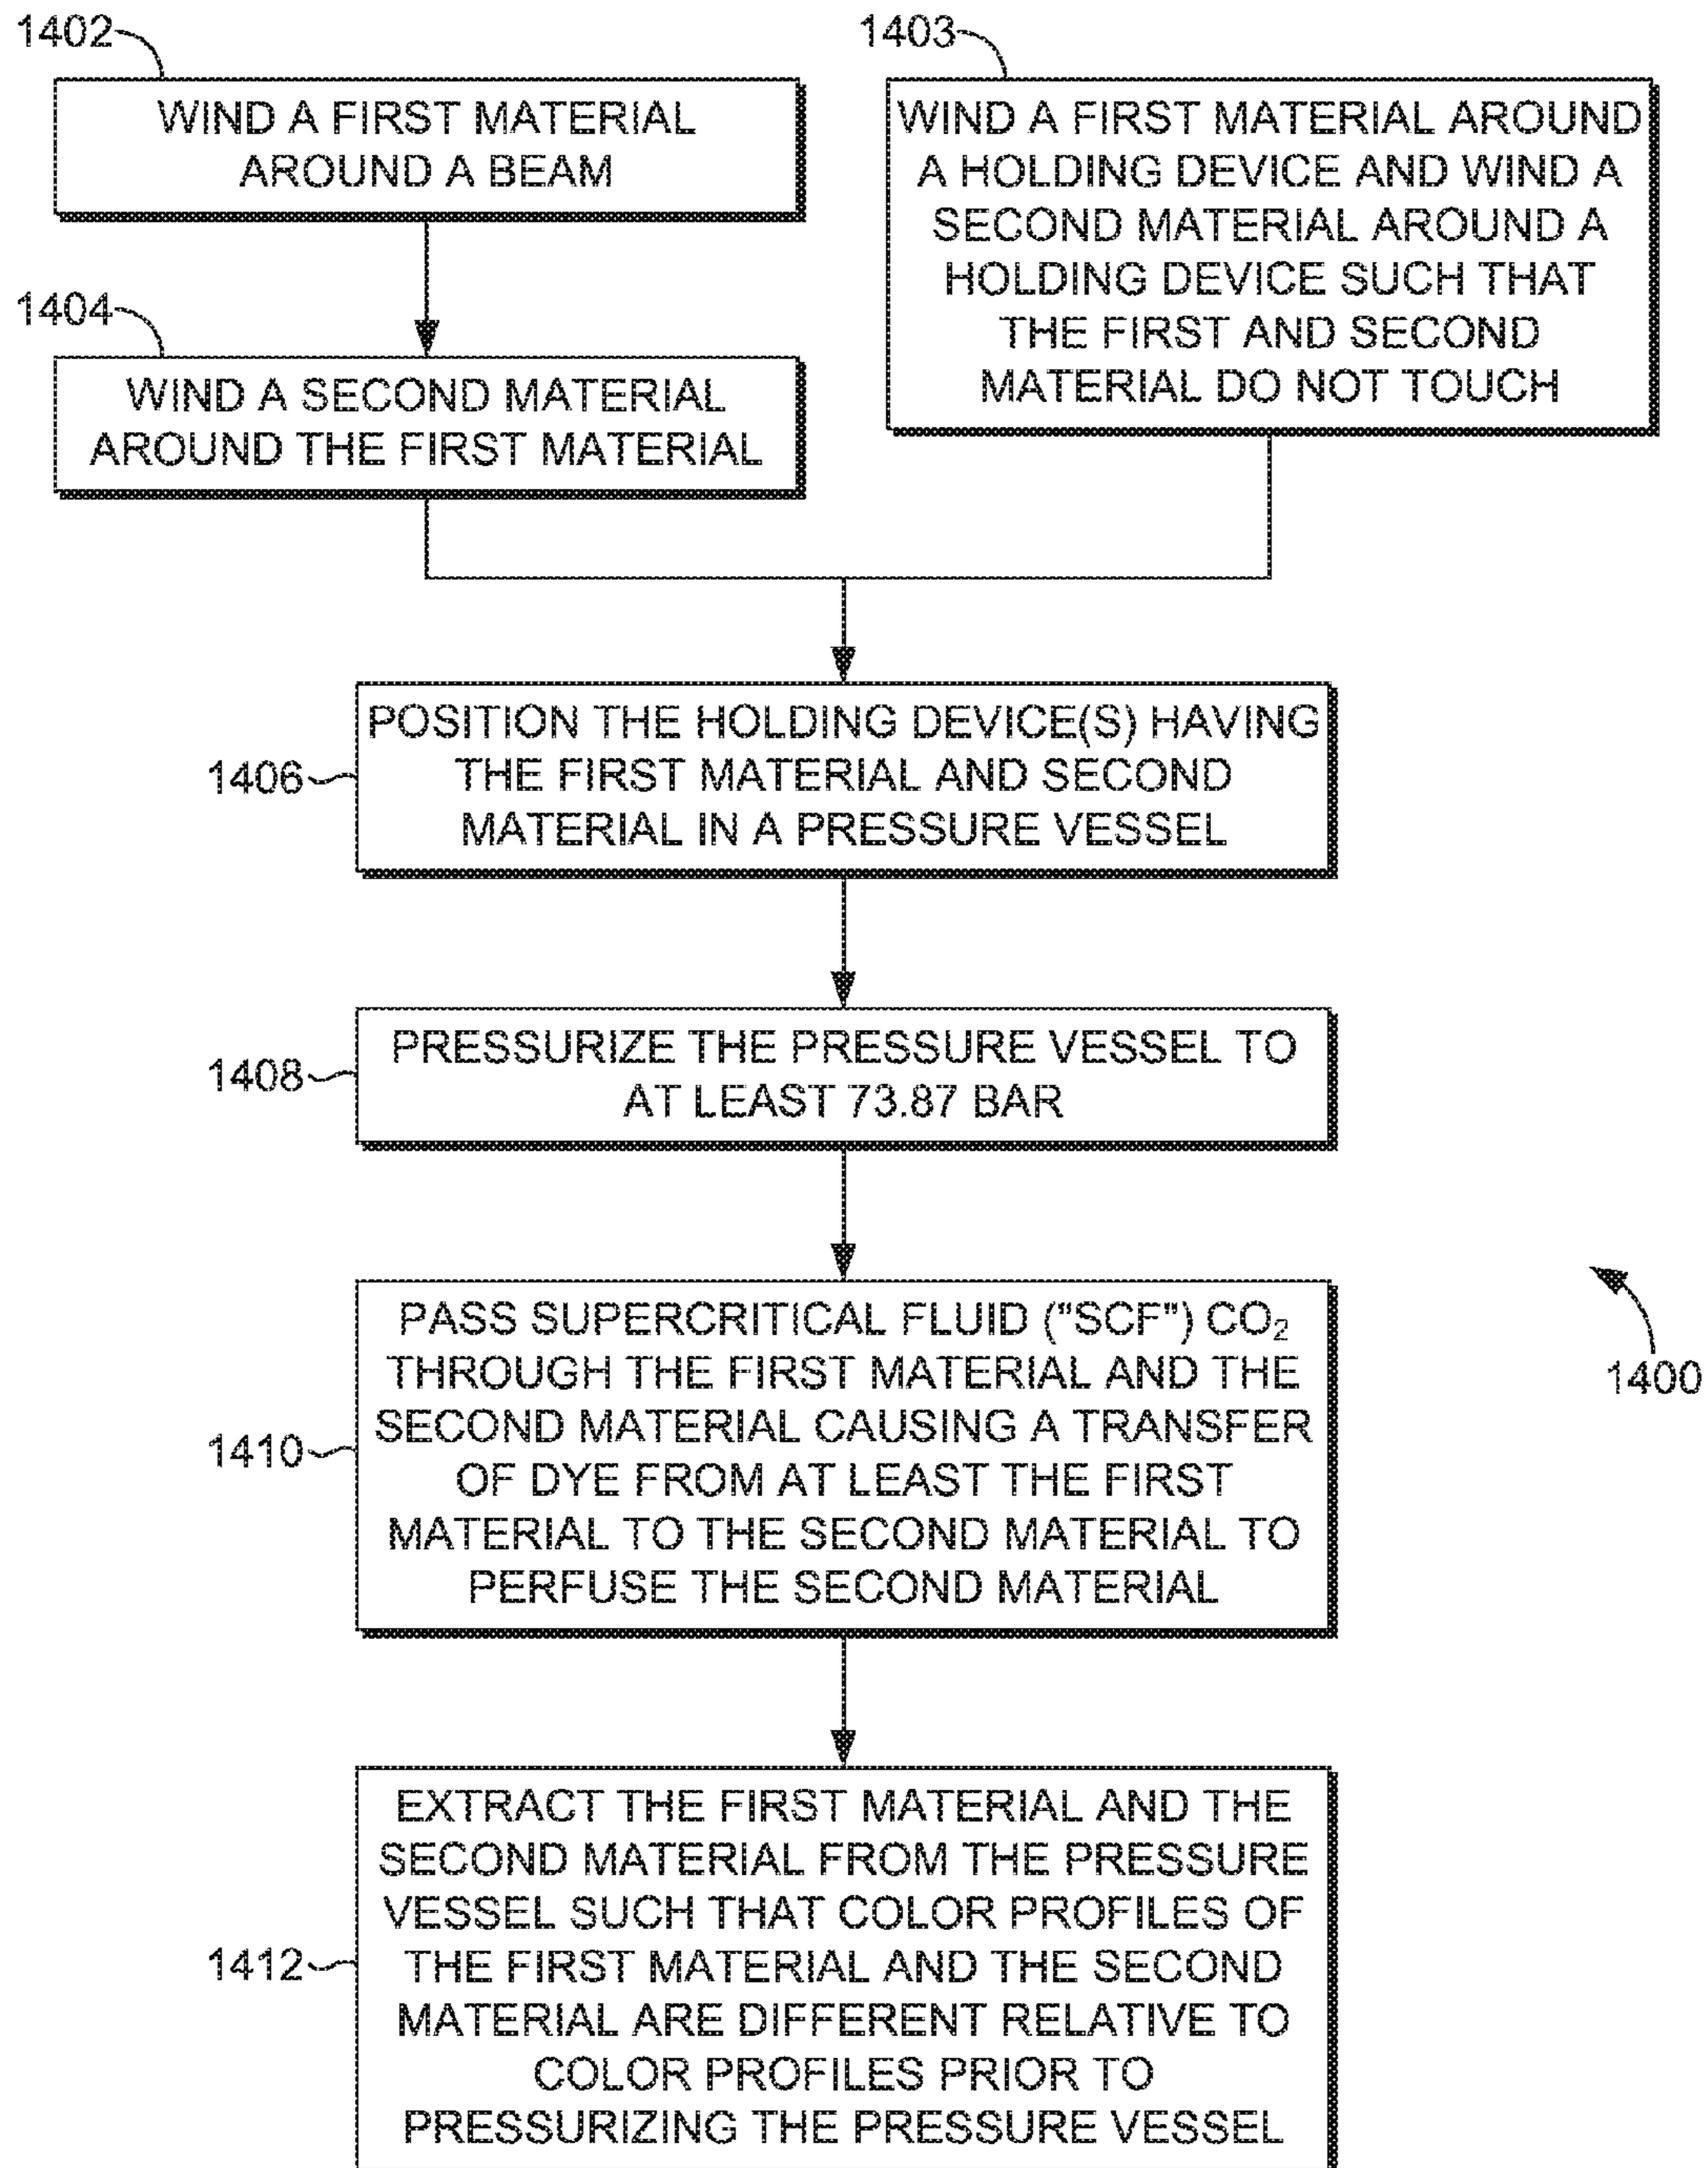 1402
WIND A FIRST MATERIAL
AROUND A BEAM
1403
WIND A FIRST MATERIAL AROUND
A HOLDING DEVICE AND WIND A
SECOND MATERIAL AROUND A
HOLDING DEVICE SUCH THAT
THE FIRST AND SECOND
MATERIAL DO NOT TOUCH
1404
WIND A SECOND MATERIAL
AROUND THE FIRST MATERIAL
1406
POSITION THE HOLDING DEVICE(S) HAVING
THE FIRST MATERIAL AND SECOND
MATERIAL IN A PRESSURE VESSEL
1408
PRESSURIZE THE PRESSURE VESSEL TO
AT LEAST 73.87 BAR
1410
PASS SUPERCRITICAL FLUID ("SCF") CO₂
THROUGH THE FIRST MATERIAL AND THE
SECOND MATERIAL CAUSING A TRANSFER
OF DYE FROM AT LEAST THE FIRST
MATERIAL TO THE SECOND MATERIAL TO
PERFUSE THE SECOND MATERIAL
1400
1412
EXTRACT THE FIRST MATERIAL AND THE
SECOND MATERIAL FROM THE PRESSURE
VESSEL SUCH THAT COLOR PROFILES OF
THE FIRST MATERIAL AND THE SECOND
MATERIAL ARE DIFFERENT RELATIVE TO
COLOR PROFILES PRIOR TO
PRESSURIZING THE PRESSURE VESSEL